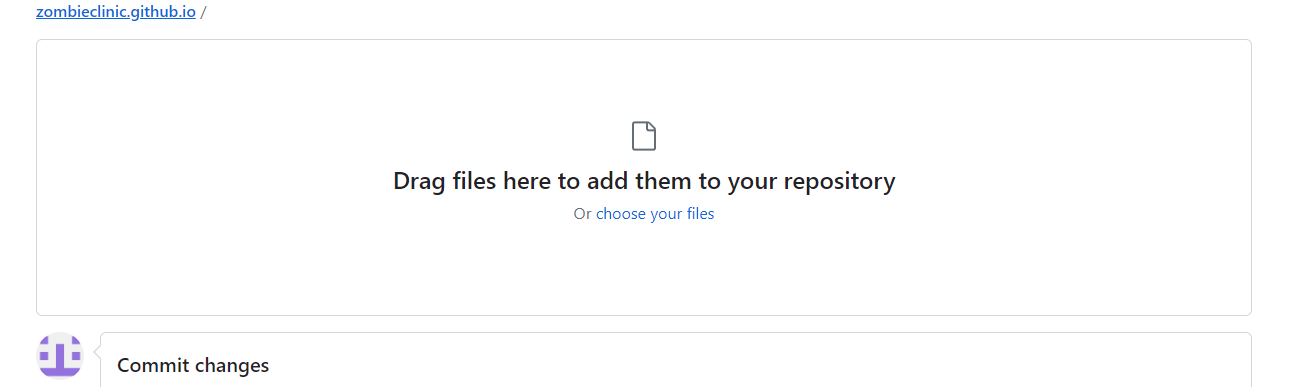 zombieclinic.github.io /
Drag files here to add them to your repository
Or choose your files
Commit changes